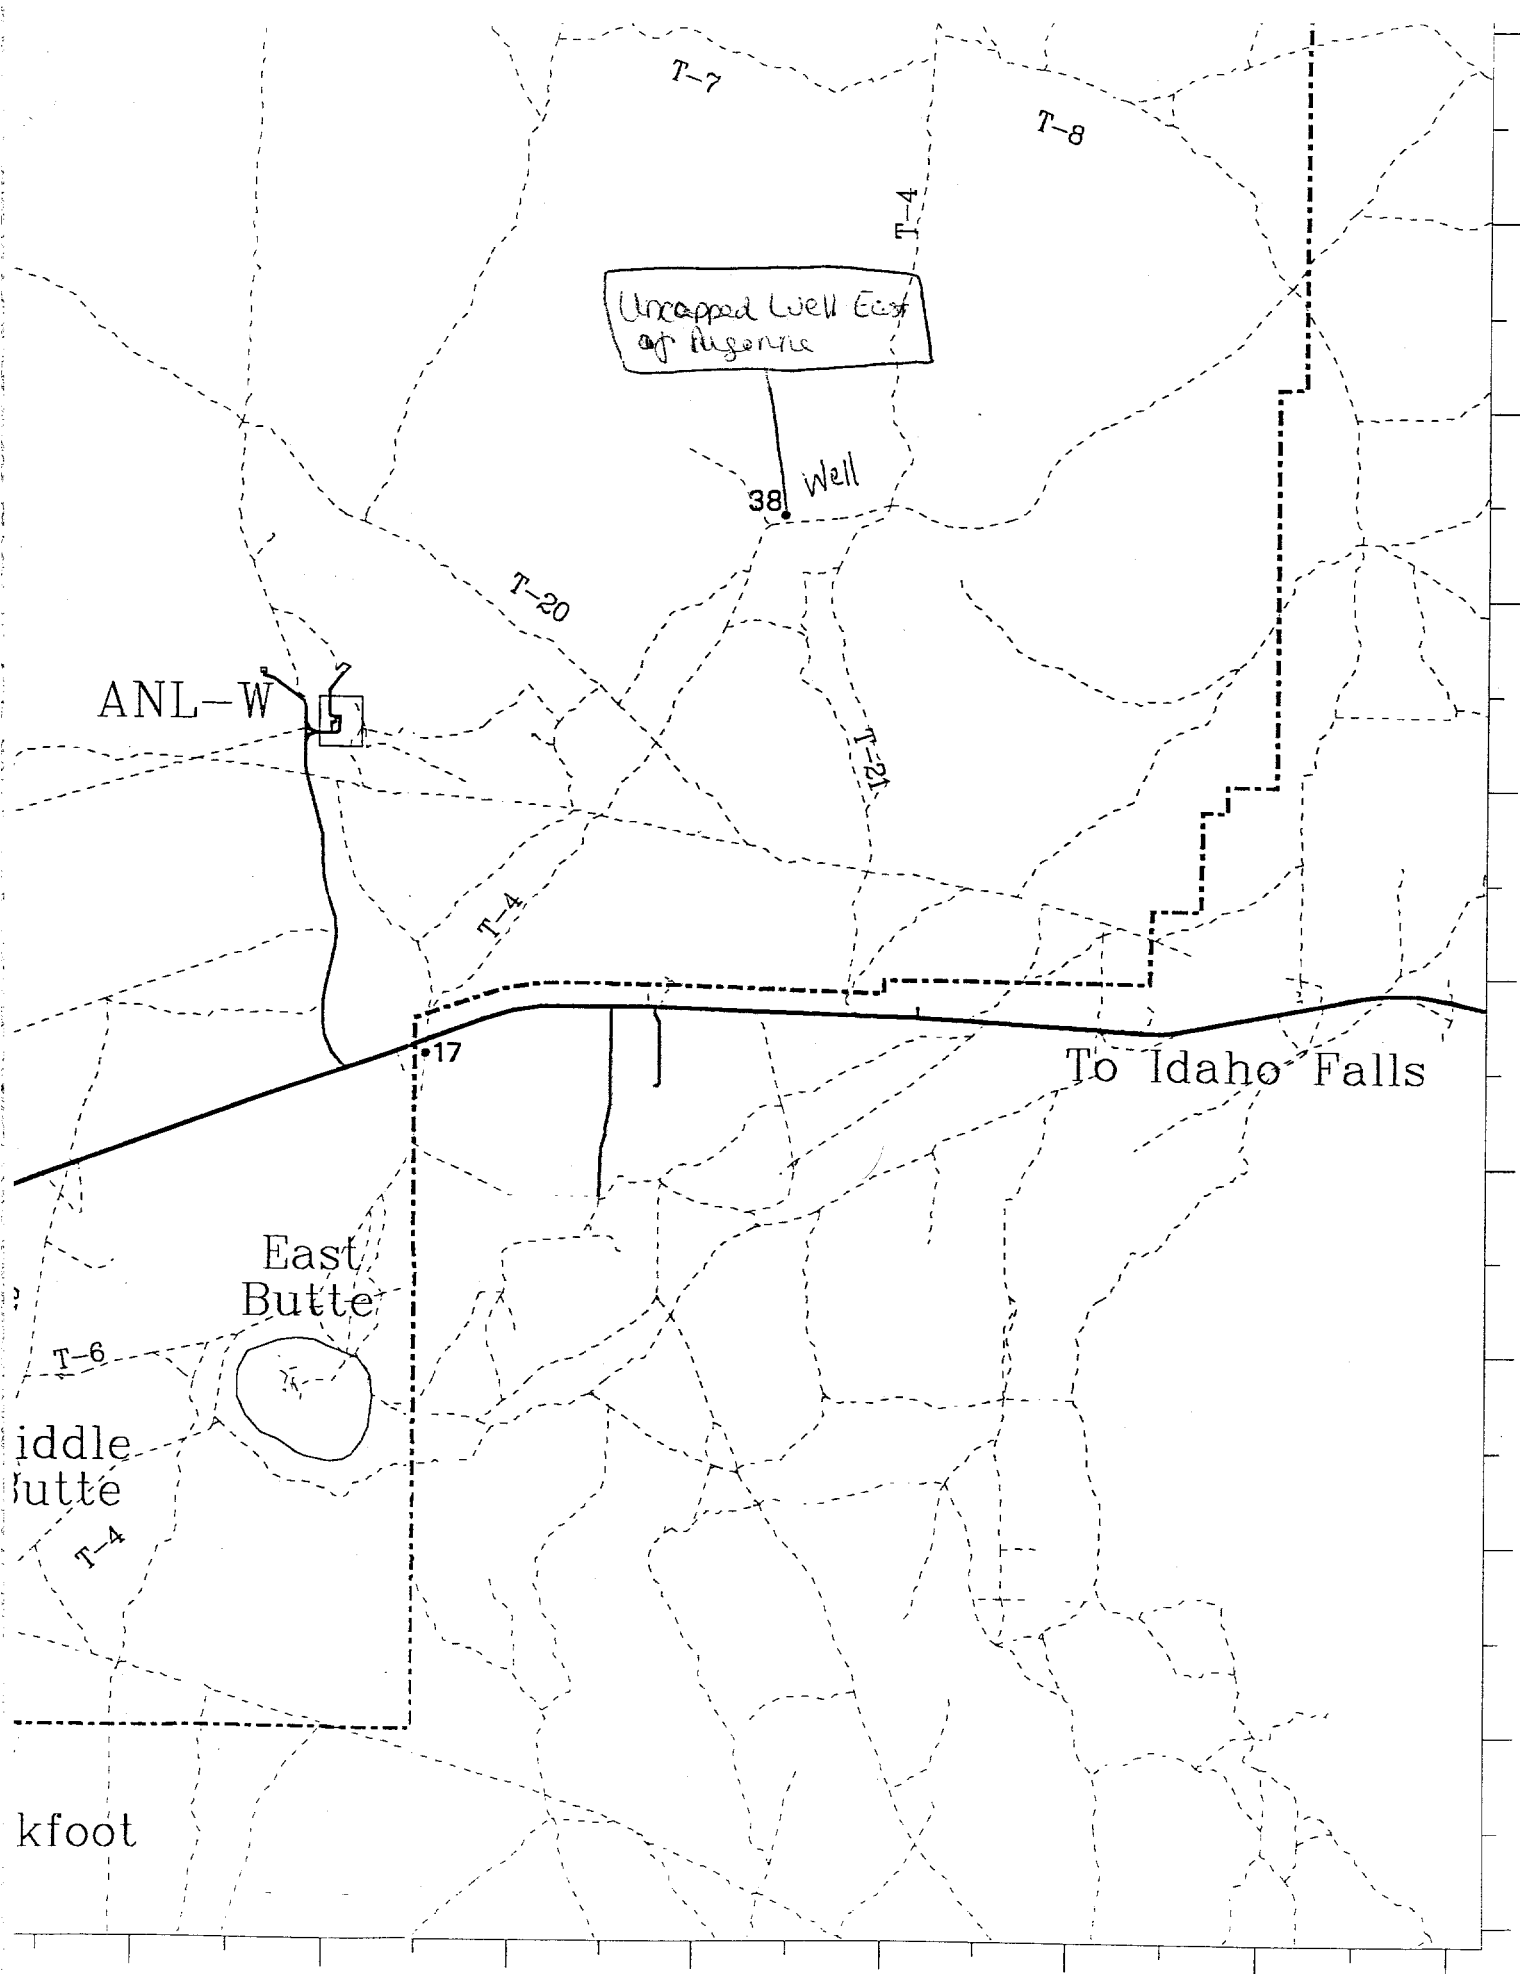 T-7
T-8
T-4
Uncapped Well East
of Argonne
Well
38
T-20
ANL-W
T-21
T-4
17
To Idaho Falls
East
Butte
T-6
iddle
utte
T-4
kfoot